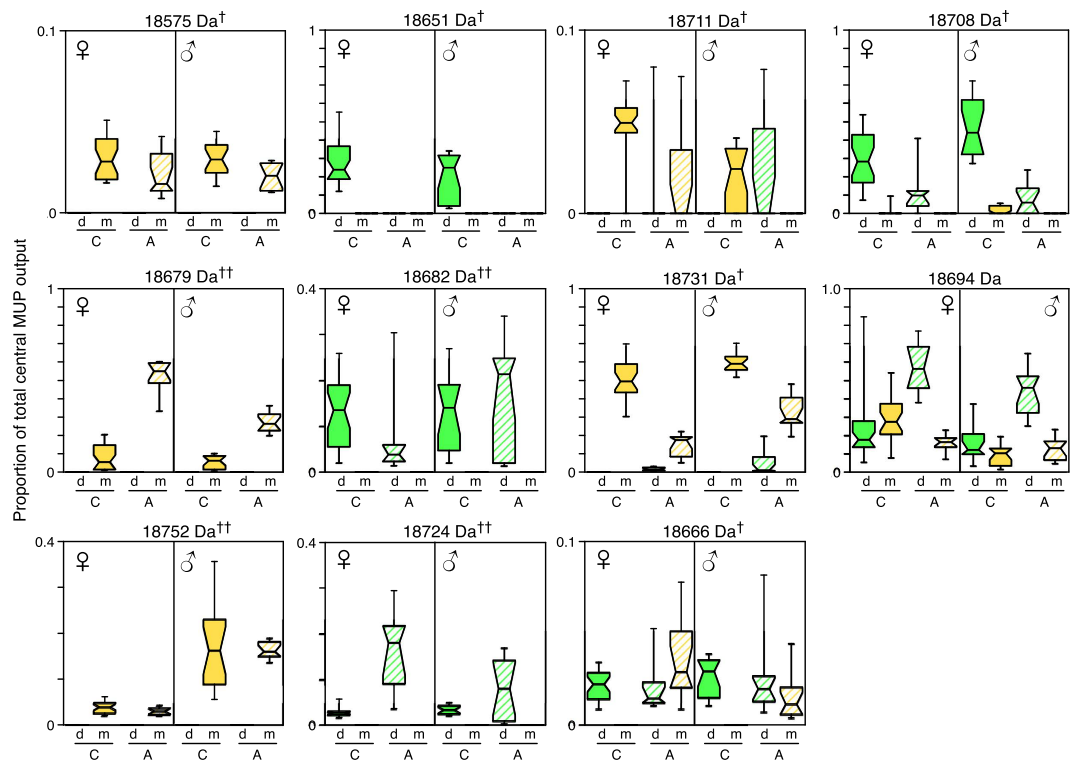 Proportion of total central MUP output
18575 Da†
18651 Da†
18711 Da†
18708 Da†
0.1
1
0.1
1
♀ ♂
♀ ♂
♀ ♂
♀ ♂
0
0
0
0
d m d m d m d m
d m d m d m d m
d m d m d m d m
d m d m d m d m
C A C A
C A C A
C A C A
C A C A
18679 Da††
18682 Da††
18731 Da†
18694 Da
1
0.4
1
1.0
♀ ♂
♀ ♂
♀ ♂
♀ ♂
0
0
0
0
d m d m d m d m
d m d m d m d m
d m d m d m d m
d m d m d m d m
C A C A
C A C A
C A C A
C A C A
18752 Da††
18724 Da††
18666 Da†
0.4
0.4
0.1
♀ ♂
♀ ♂
♀ ♂
0
0
0
d m d m d m d m
d m d m d m d m
d m d m d m d m
C A C A
C A C A
C A C A